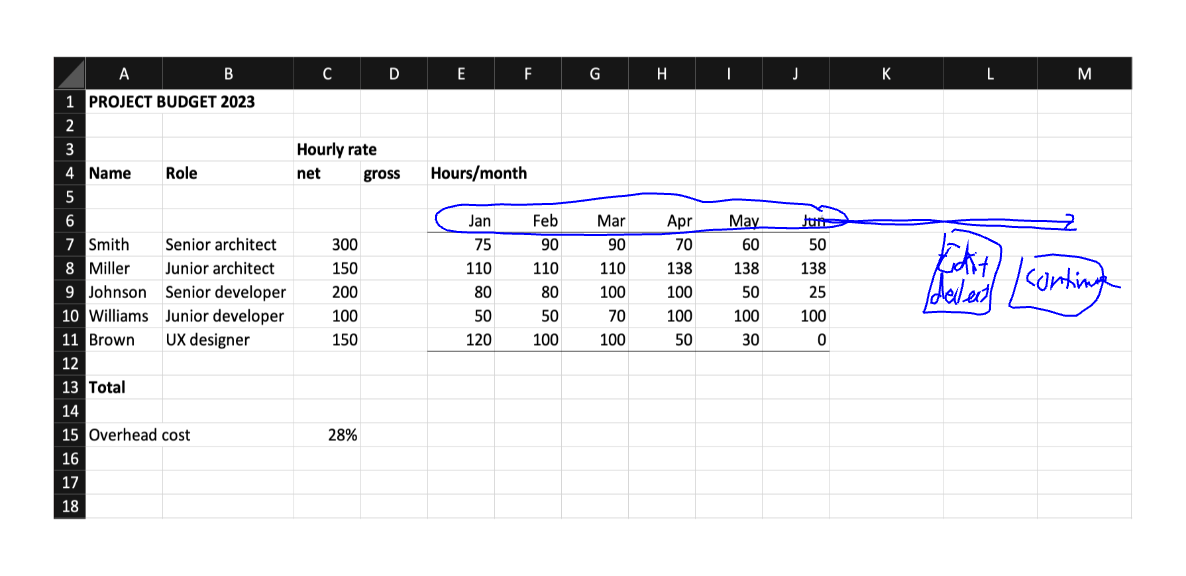 A B C D E F G H I J K L M
1 PROJECT BUDGET 2023
2
3 Hourly rate
4 Name Role net gross Hours/month
5
6 Jan Feb Mar Apr May Jun
7 Smith Senior architect 300 75 90 90 70 60 50
8 Miller Junior architect 150 110 110 110 138 138 138
9 Johnson Senior developer 200 80 80 100 100 50 25
10 Williams Junior developer 100 50 50 70 100 100 100
11 Brown UX designer 150 120 100 100 50 30 0
12
13 Total
14
15 Overhead cost 28%
16
17
18
continue